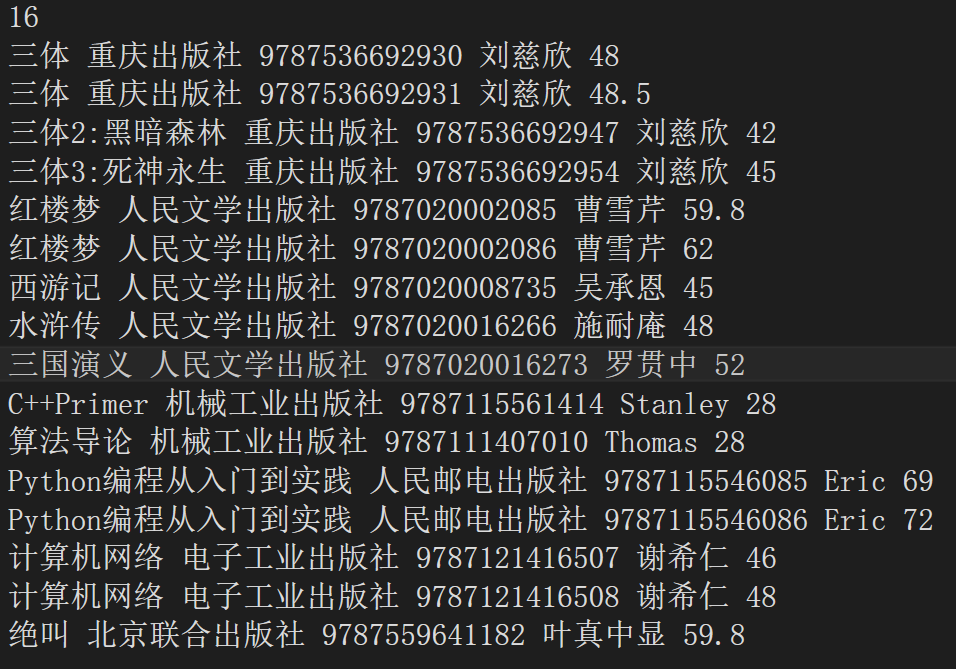 16
三体 重庆出版社 9787536692930 刘慈欣 48
三体 重庆出版社 9787536692931 刘慈欣 48.5
三体2:黑暗森林 重庆出版社 9787536692947 刘慈欣 42
三体3:死神永生 重庆出版社 9787536692954 刘慈欣 45
红楼梦 人民文学出版社 9787020002085 曹雪芹 59.8
红楼梦 人民文学出版社 9787020002086 曹雪芹 62
西游记 人民文学出版社 9787020008735 吴承恩 45
水浒传 人民文学出版社 9787020016266 施耐庵 48
三国演义 人民文学出版社 9787020016273 罗贯中 52
C++Primer 机械工业出版社 9787115561414 Stanley 28
算法导论 机械工业出版社 9787111407010 Thomas 28
Python编程从入门到实践 人民邮电出版社 9787115546085 Eric 69
Python编程从入门到实践 人民邮电出版社 9787115546086 Eric 72
计算机网络 电子工业出版社 9787121416507 谢希仁 46
计算机网络 电子工业出版社 9787121416508 谢希仁 48
绝叫 北京联合出版社 9787559641182 叶真中显 59.8